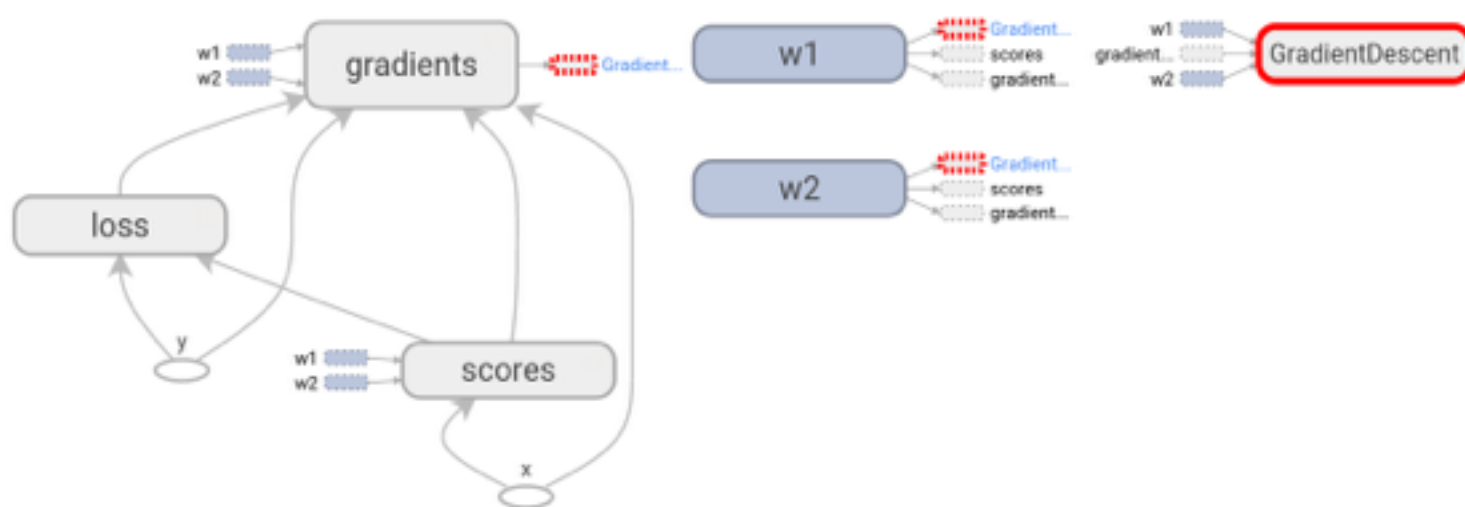 w1
w2
gradients
Gradient...
loss
y
w1
w2
scores
x
w1
Gradient...
scores
gradient...
w2
Gradient...
scores
gradient...
w1
gradient...
w2
GradientDescent